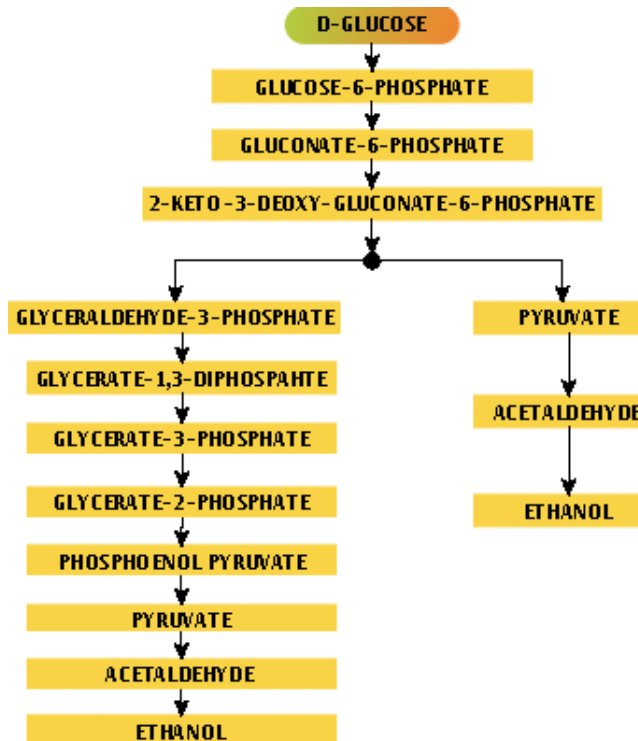 D-GLUCOSE
GLUCOSE-6-PHOSPHATE
GLUCONATE-6-PHOSPHATE
2-KETO-3-DEOXY-GLUCONATE-6-PHOSPHATE
GLYCERALDEHYDE-3-PHOSPHATE
GLYCERATE-1,3-DIPHOSPAHTE
GLYCERATE-3-PHOSPHATE
GLYCERATE-2-PHOSPHATE
PHOSPHOENOL PYRUVATE
PYRUVATE
ACETALDEHYDE
ETHANOL
PYRUVATE
ACETALDEHYDE
ETHANOL